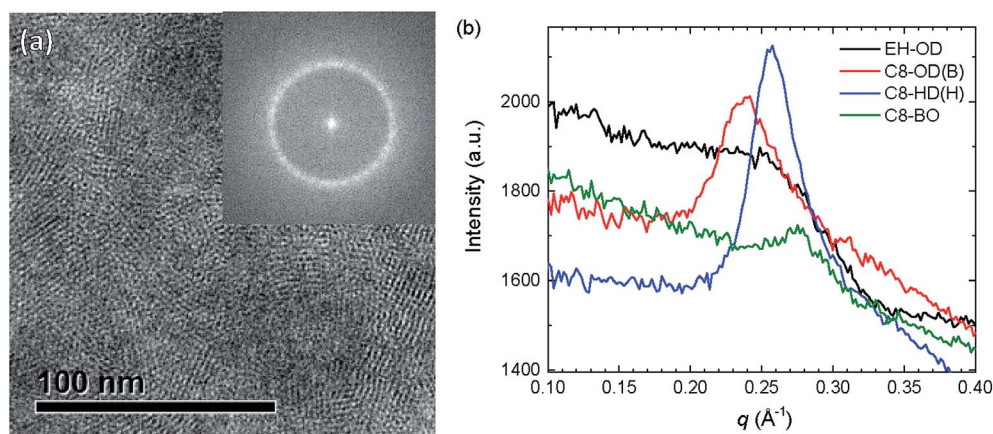 (a)
100 nm
(b)
EH-OD
C8-OD(B)
C8-HD(H)
C8-BO
2000
1800
1600
1400
Intensity (a.u.)
0.10 0.15 0.20 0.25 0.30 0.35 0.40
q (Å⁻¹)